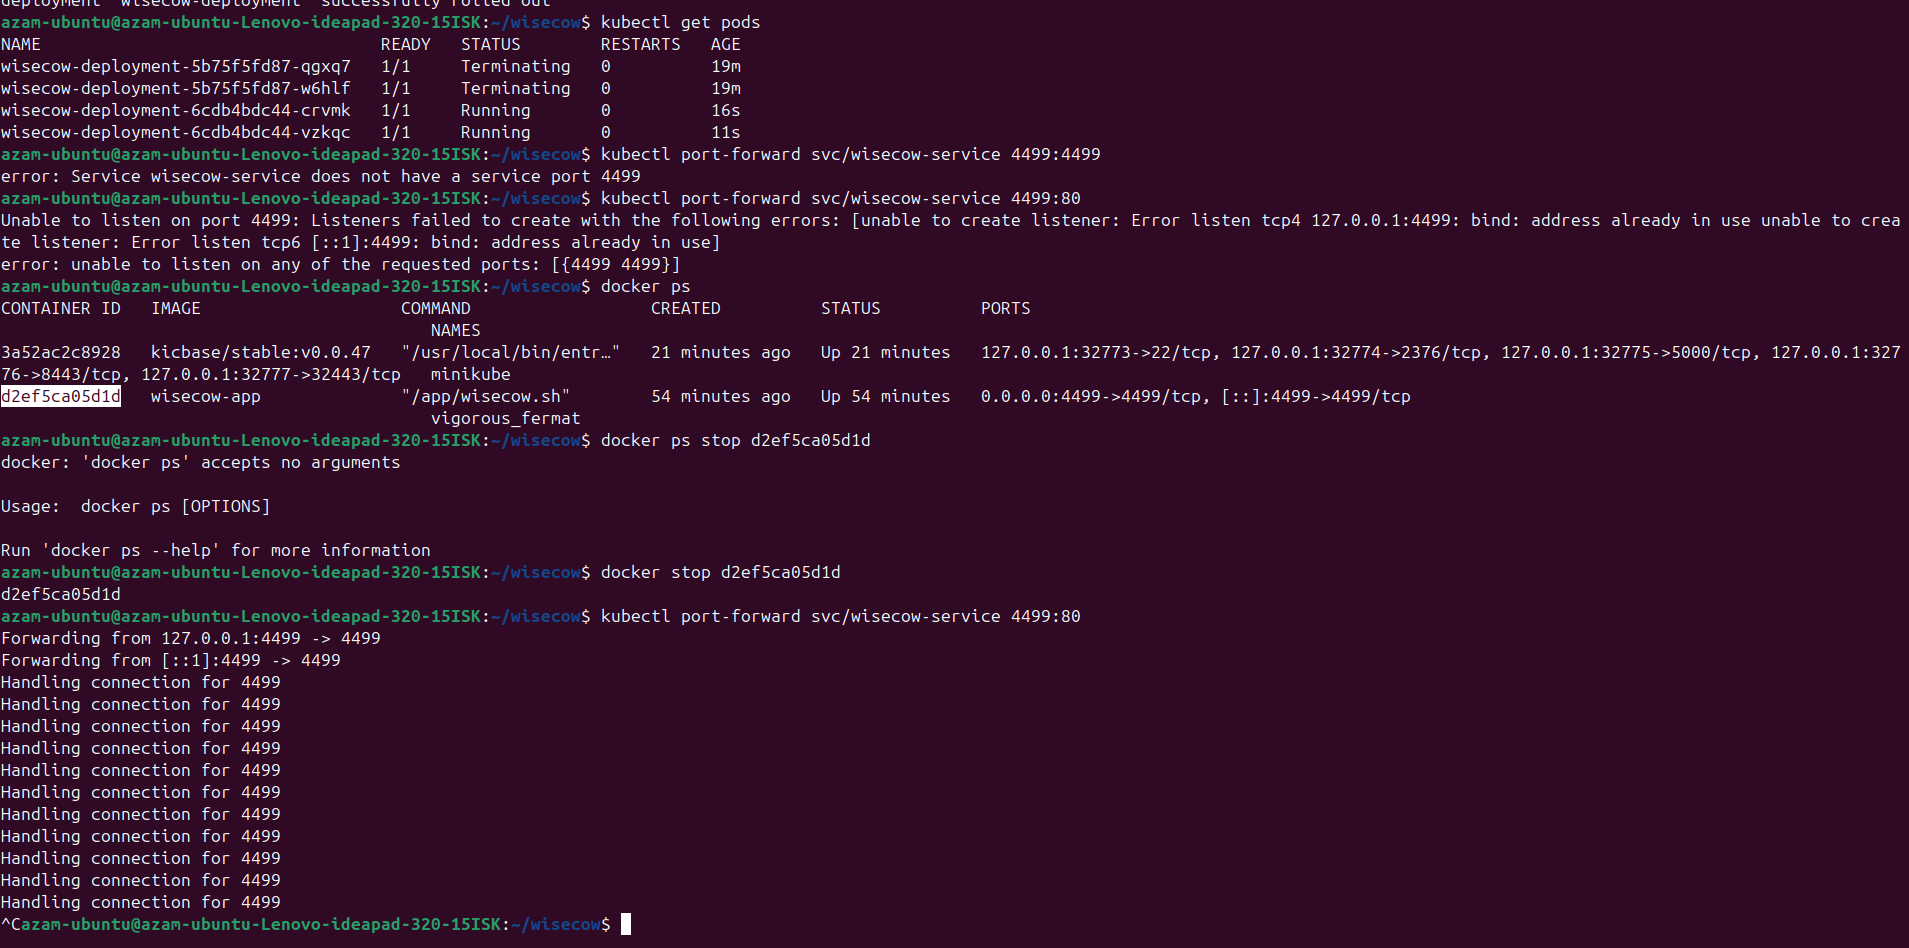 deployment "wisecow-deployment" successfully rolled out
azam-ubuntu@azam-ubuntu-Lenovo-ideapad-320-15ISK:~/wisecow$ kubectl get pods
NAME                                  READY   STATUS        RESTARTS   AGE
wisecow-deployment-5b75f5fd87-qgxq7   1/1     Terminating   0          19m
wisecow-deployment-5b75f5fd87-w6hlf   1/1     Terminating   0          19m
wisecow-deployment-6cdb4bdc44-crvmk   1/1     Running       0          16s
wisecow-deployment-6cdb4bdc44-vzkqc   1/1     Running       0          11s
azam-ubuntu@azam-ubuntu-Lenovo-ideapad-320-15ISK:~/wisecow$ kubectl port-forward svc/wisecow-service 4499:4499
error: Service wisecow-service does not have a service port 4499
azam-ubuntu@azam-ubuntu-Lenovo-ideapad-320-15ISK:~/wisecow$ kubectl port-forward svc/wisecow-service 4499:80
Unable to listen on port 4499: Listeners failed to create with the following errors: [unable to create listener: Error listen tcp4 127.0.0.1:4499: bind: address already in use unable to crea
te listener: Error listen tcp6 [::1]:4499: bind: address already in use]
error: unable to listen on any of the requested ports: [{4499 4499}]
azam-ubuntu@azam-ubuntu-Lenovo-ideapad-320-15ISK:~/wisecow$ docker ps
CONTAINER ID   IMAGE                    COMMAND                  CREATED          STATUS          PORTS
NAMES
3a52ac2c8928   kicbase/stable:v0.0.47   "/usr/local/bin/entr…"   21 minutes ago   Up 21 minutes   127.0.0.1:32773->22/tcp, 127.0.0.1:32774->2376/tcp, 127.0.0.1:32775->5000/tcp, 127.0.0.1:327
76->8443/tcp, 127.0.0.1:32777->32443/tcp   minikube
d2ef5ca05d1d   wisecow-app              "/app/wisecow.sh"        54 minutes ago   Up 54 minutes   0.0.0.0:4499->4499/tcp, [::]:4499->4499/tcp
vigorous_fermat
azam-ubuntu@azam-ubuntu-Lenovo-ideapad-320-15ISK:~/wisecow$ docker ps stop d2ef5ca05d1d
docker: 'docker ps' accepts no arguments
Usage:  docker ps [OPTIONS]
Run 'docker ps --help' for more information
azam-ubuntu@azam-ubuntu-Lenovo-ideapad-320-15ISK:~/wisecow$ docker stop d2ef5ca05d1d
d2ef5ca05d1d
azam-ubuntu@azam-ubuntu-Lenovo-ideapad-320-15ISK:~/wisecow$ kubectl port-forward svc/wisecow-service 4499:80
Forwarding from 127.0.0.1:4499 -> 4499
Forwarding from [::1]:4499 -> 4499
Handling connection for 4499
Handling connection for 4499
Handling connection for 4499
Handling connection for 4499
Handling connection for 4499
Handling connection for 4499
Handling connection for 4499
Handling connection for 4499
Handling connection for 4499
Handling connection for 4499
Handling connection for 4499
^Cazam-ubuntu@azam-ubuntu-Lenovo-ideapad-320-15ISK:~/wisecow$